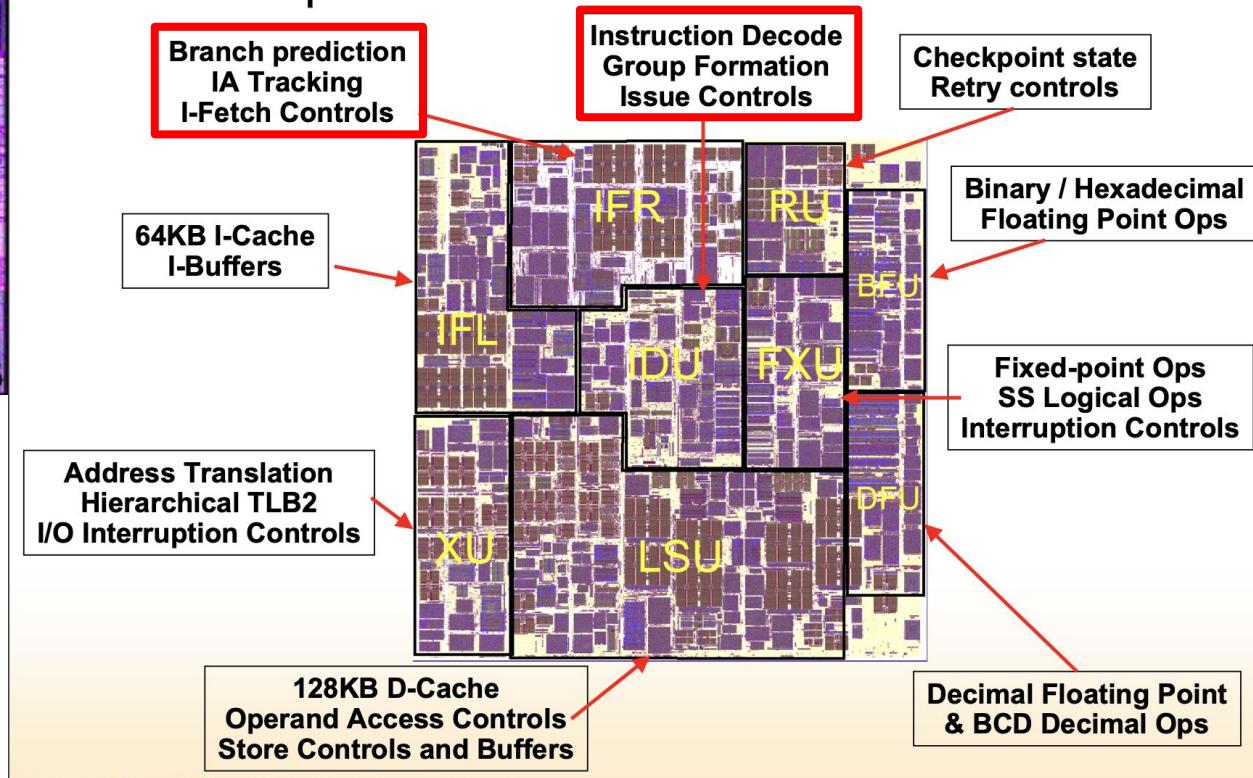 Branch prediction
IA Tracking
I-Fetch Controls
Instruction Decode
Group Formation
Issue Controls
Checkpoint state
Retry controls
64KB I-Cache
I-Buffers
Binary / Hexadecimal
Floating Point Ops
Fixed-point Ops
SS Logical Ops
Interruption Controls
Address Translation
Hierarchical TLB2
I/O Interruption Controls
128KB D-Cache
Operand Access Controls
Store Controls and Buffers
Decimal Floating Point
& BCD Decimal Ops
IFR
RU
BFU
IFL
IDU
FXU
DFU
XU
LSU